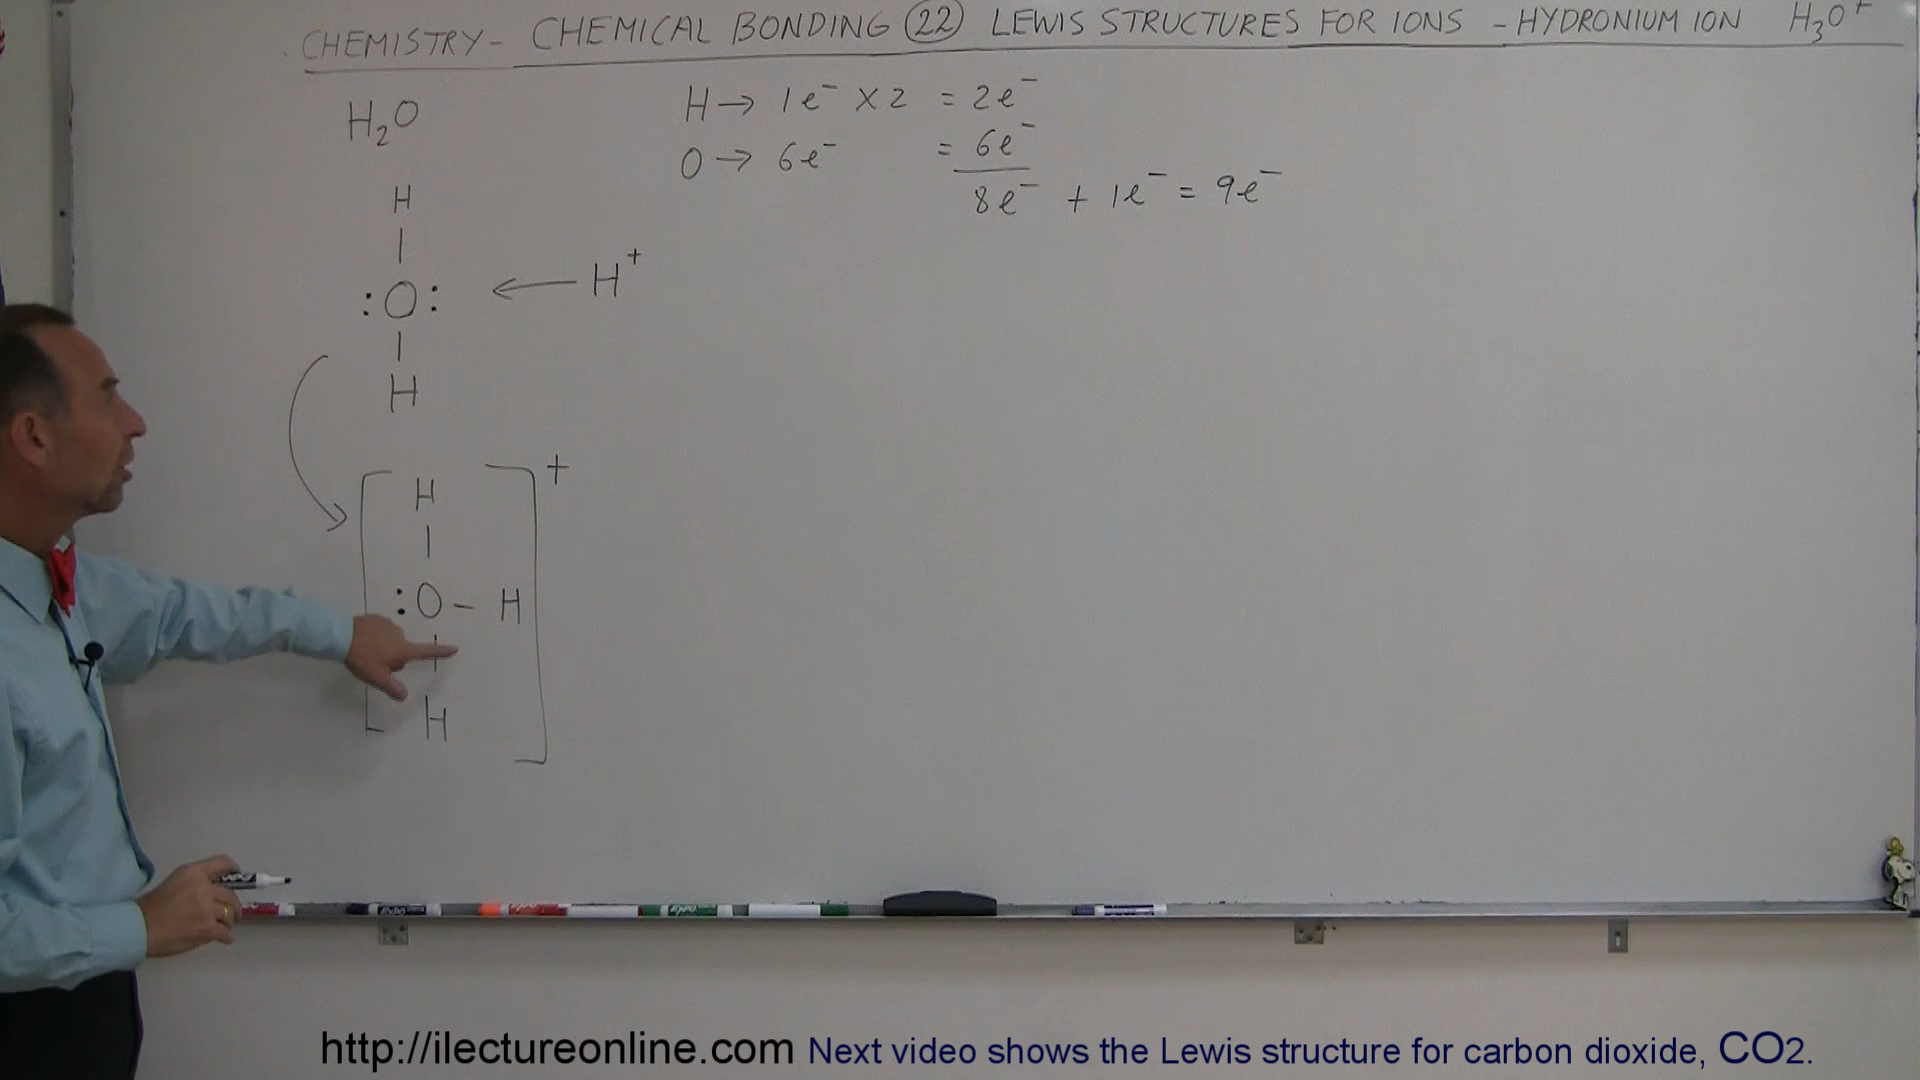 CHEMISTRY - CHEMICAL BONDING 22 LEWIS STRUCTURES FOR IONS - HYDRONIUM ION H₃O⁺
H₂O
H → 1e⁻ X 2 = 2e⁻
O → 6e⁻ = 6e⁻
8e⁻ + 1e⁻ = 9e⁻
H
|
:O: ← H⁺
|
H
[ H ]⁺
|
:O - H
|
H
http://ilectureonline.com Next video shows the Lewis structure for carbon dioxide, CO2.